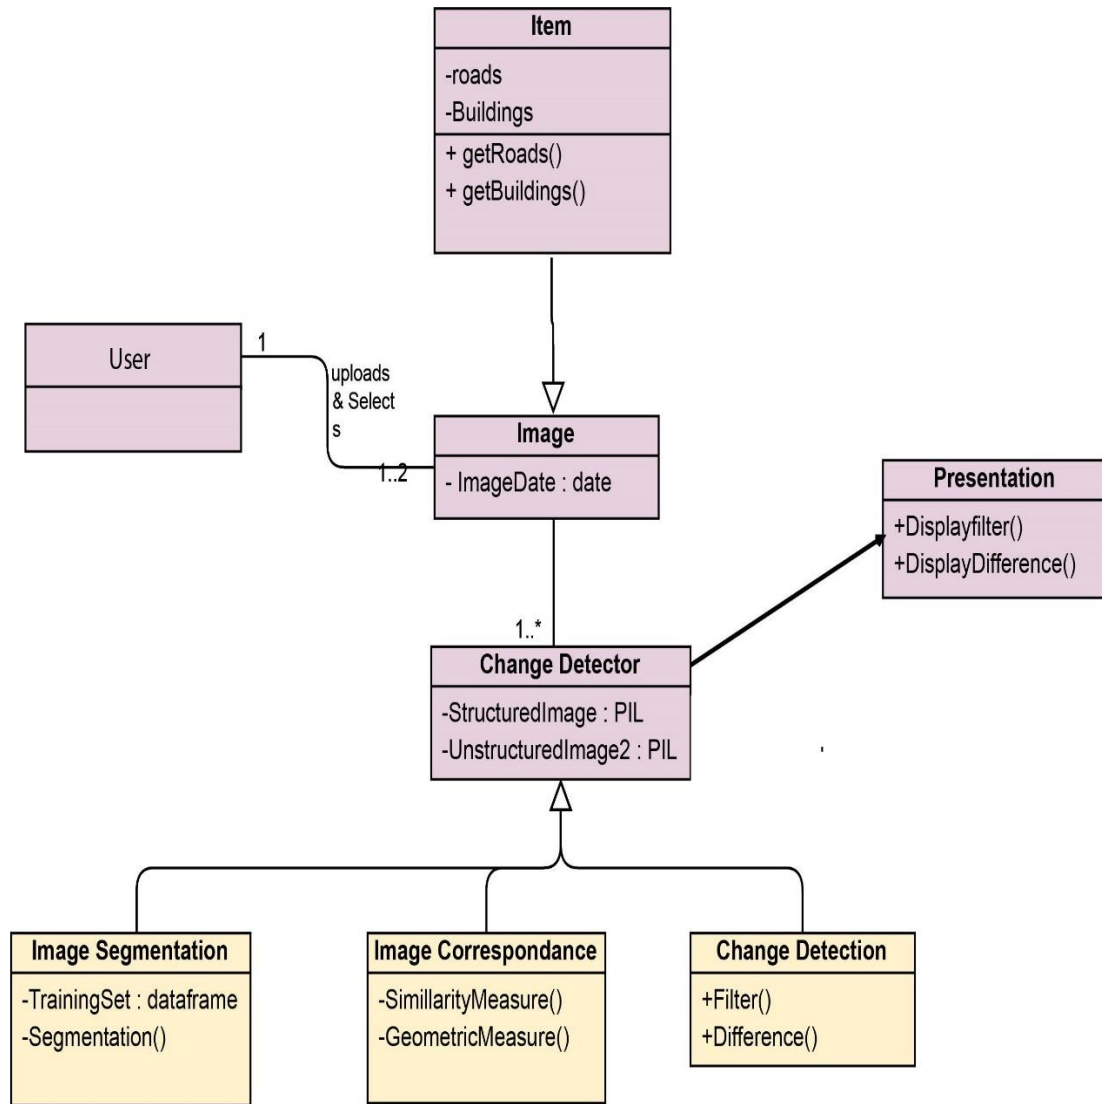 Item
-roads
-Buildings
+ getRoads()
+ getBuildings()
User
1
uploads
& Select
s
1..2
Image
- ImageDate : date
Presentation
+Displayfilter()
+DisplayDifference()
1..*
Change Detector
-StructuredImage : PIL
-UnstructuredImage2 : PIL
Image Segmentation
-TrainingSet : dataframe
-Segmentation()
Image Correspondance
-SimillarityMeasure()
-GeometricMeasure()
Change Detection
+Filter()
+Difference()